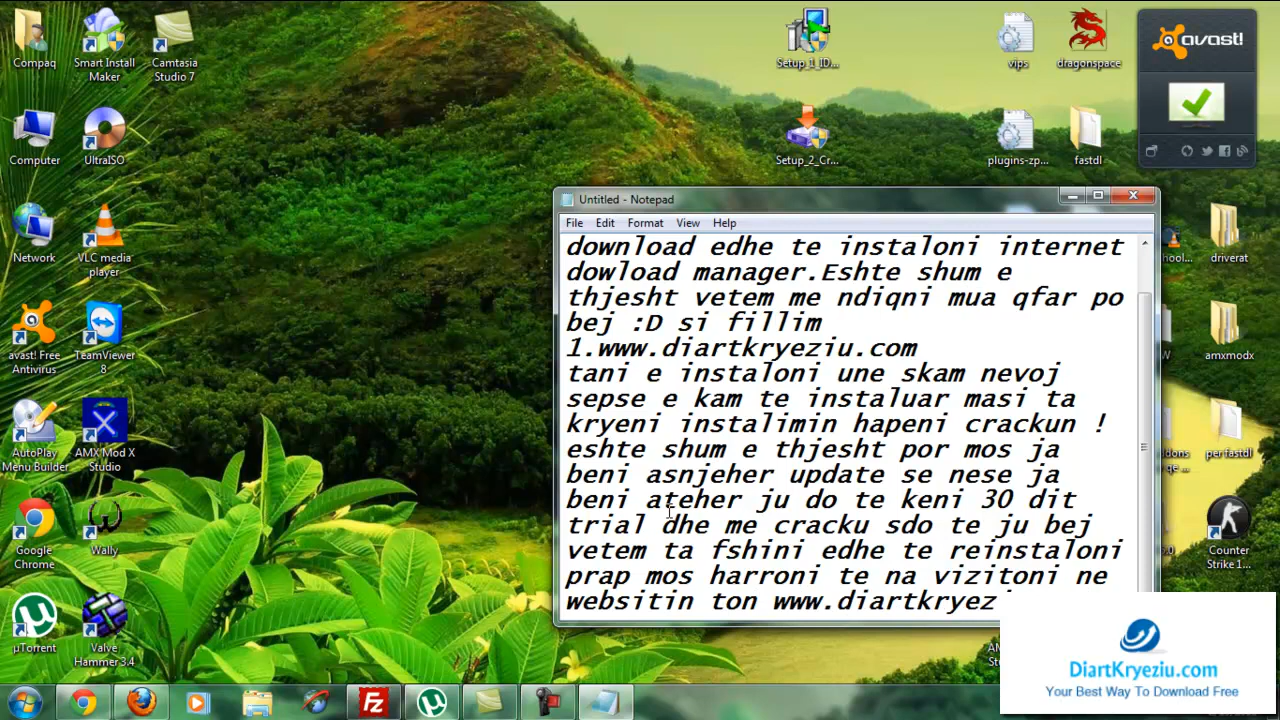 Compaq
Smart Install
Maker
Camtasia
Studio 7
Setup_1_ID...
vips
dragonspace
avast!
Computer
UltraISO
Setup_2_Cr...
plugins-zp...
fastdl
Network
VLC media
player
driverat
avast! Free
Antivirus
TeamViewer
8
amxmodx
AutoPlay
Menu Builder
AMX Mod X
Studio
per fastdl
Google
Chrome
Wally
Counter
Strike 1...
µTorrent
Valve
Hammer 3.4
Untitled - Notepad
File Edit Format View Help
download edhe te instaloni internet
dowload manager.Eshte shum e
thjesht vetem me ndiqni mua qfar po
bej :D si fillim
1.www.diartkryeziu.com
tani e instaloni une skam nevoj
sepse e kam te instaluar masi ta
kryeni instalimin hapeni crackun !
eshte shum e thjesht por mos ja
beni asnjeher update se nese ja
beni ateher ju do te keni 30 dit
trial dhe me cracku sdo te ju bej
vetem ta fshini edhe te reinstaloni
prap mos harroni te na vizitoni ne
websitin ton www.diartkryez
DiartKryeziu.com
Your Best Way To Download Free